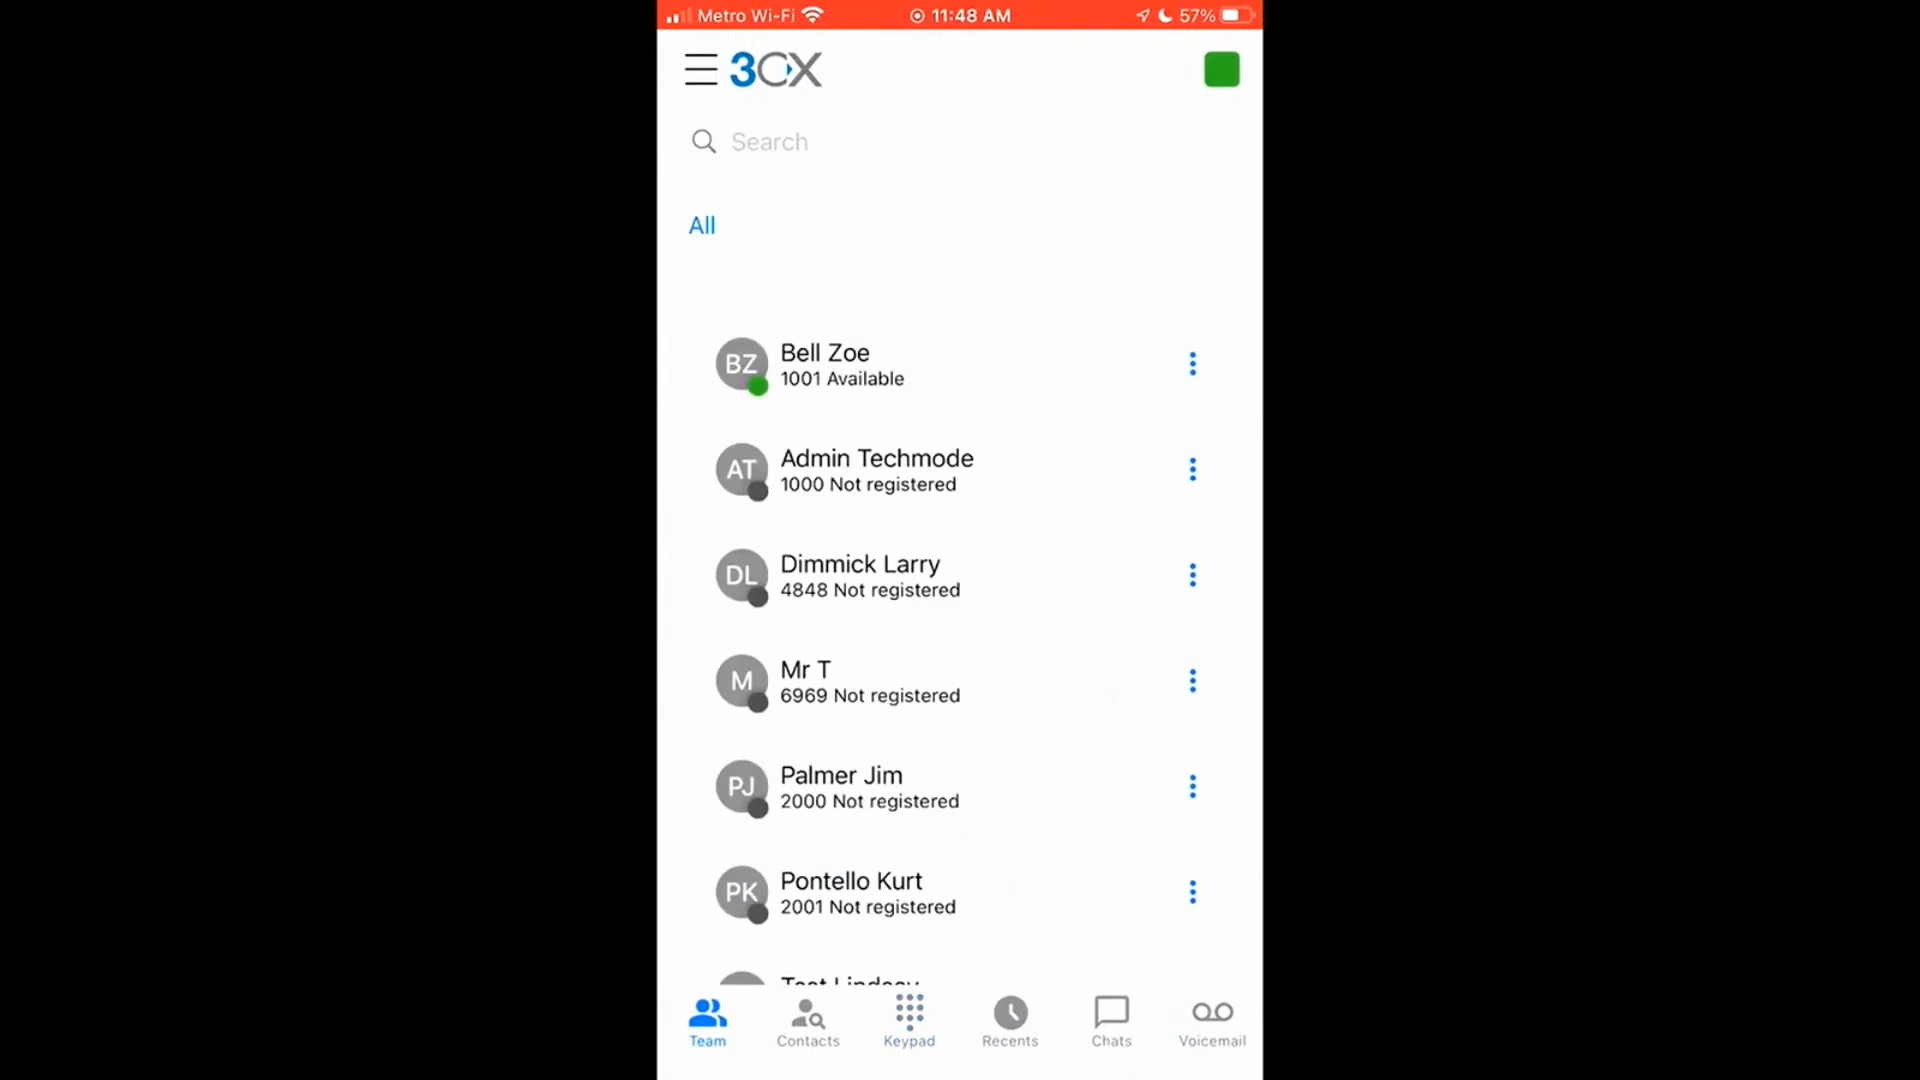 Metro Wi-Fi 11:48 AM 57%
3CX
Search
All
BZ
Bell Zoe
1001 Available
AT
Admin Techmode
1000 Not registered
DL
Dimmick Larry
4848 Not registered
M
Mr T
6969 Not registered
PJ
Palmer Jim
2000 Not registered
PK
Pontello Kurt
2001 Not registered
Test Lindsay
Team Contacts Keypad Recents Chats Voicemail